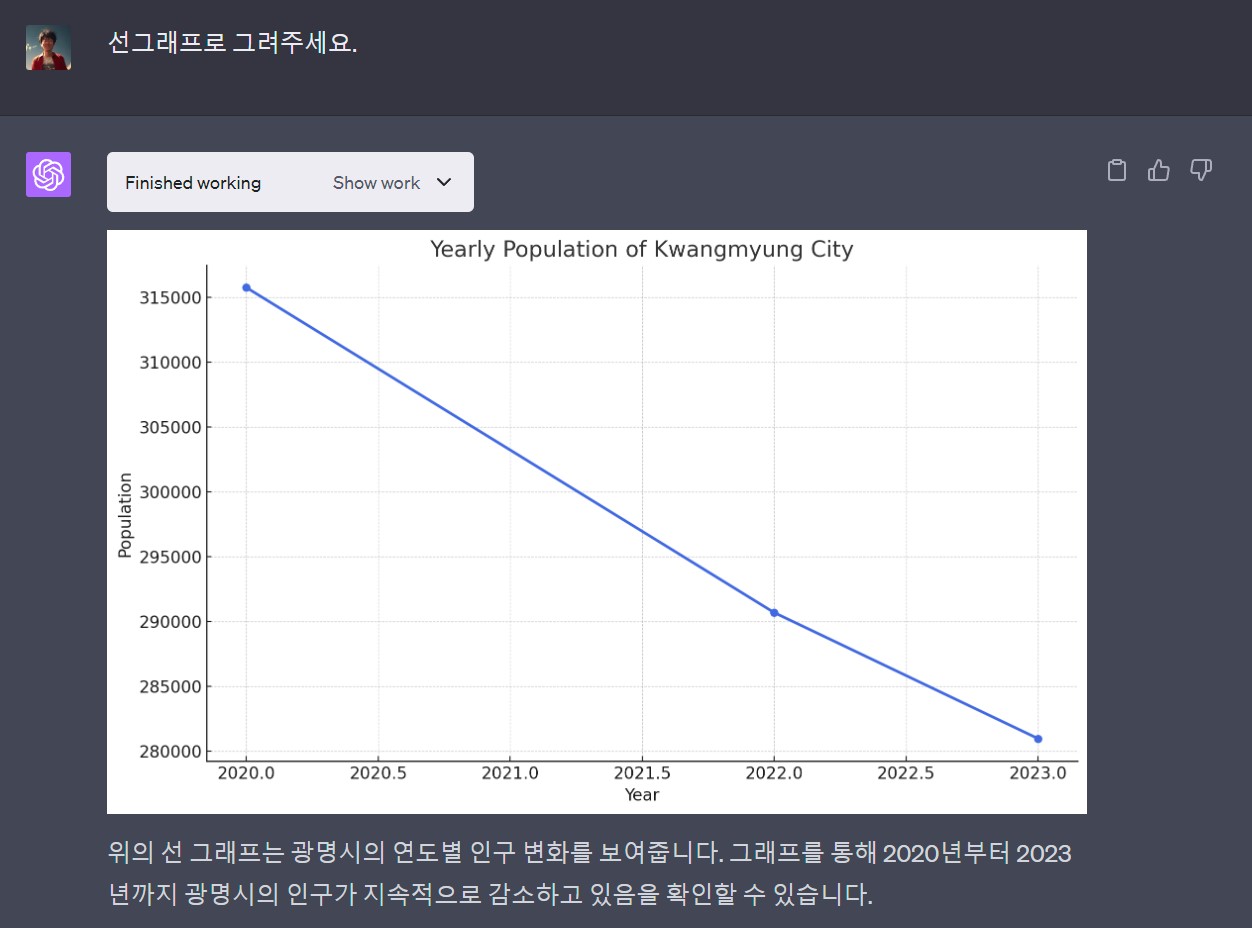 선그래프로 그려주세요.
Finished working Show work
Yearly Population of Kwangmyung City
315000
310000
305000
300000
295000
290000
285000
280000
Population
2020.0 2020.5 2021.0 2021.5 2022.0 2022.5 2023.0
Year
위의 선 그래프는 광명시의 연도별 인구 변화를 보여줍니다. 그래프를 통해 2020년부터 2023
년까지 광명시의 인구가 지속적으로 감소하고 있음을 확인할 수 있습니다.